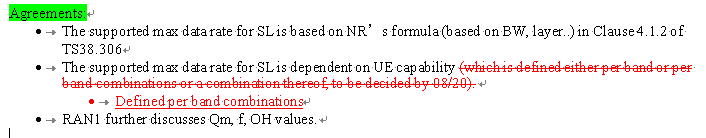 Agreements:
The supported max data rate for SL is based on NR's formula (based on BW, layer..) in Clause 4.1.2 of
TS38.306
The supported max data rate for SL is dependent on UE capability (which is defined either per band or per
band combinations or a combination thereof, to be decided by 08/20).
Defined per band combinations
RAN1 further discusses Qm, f, OH values.